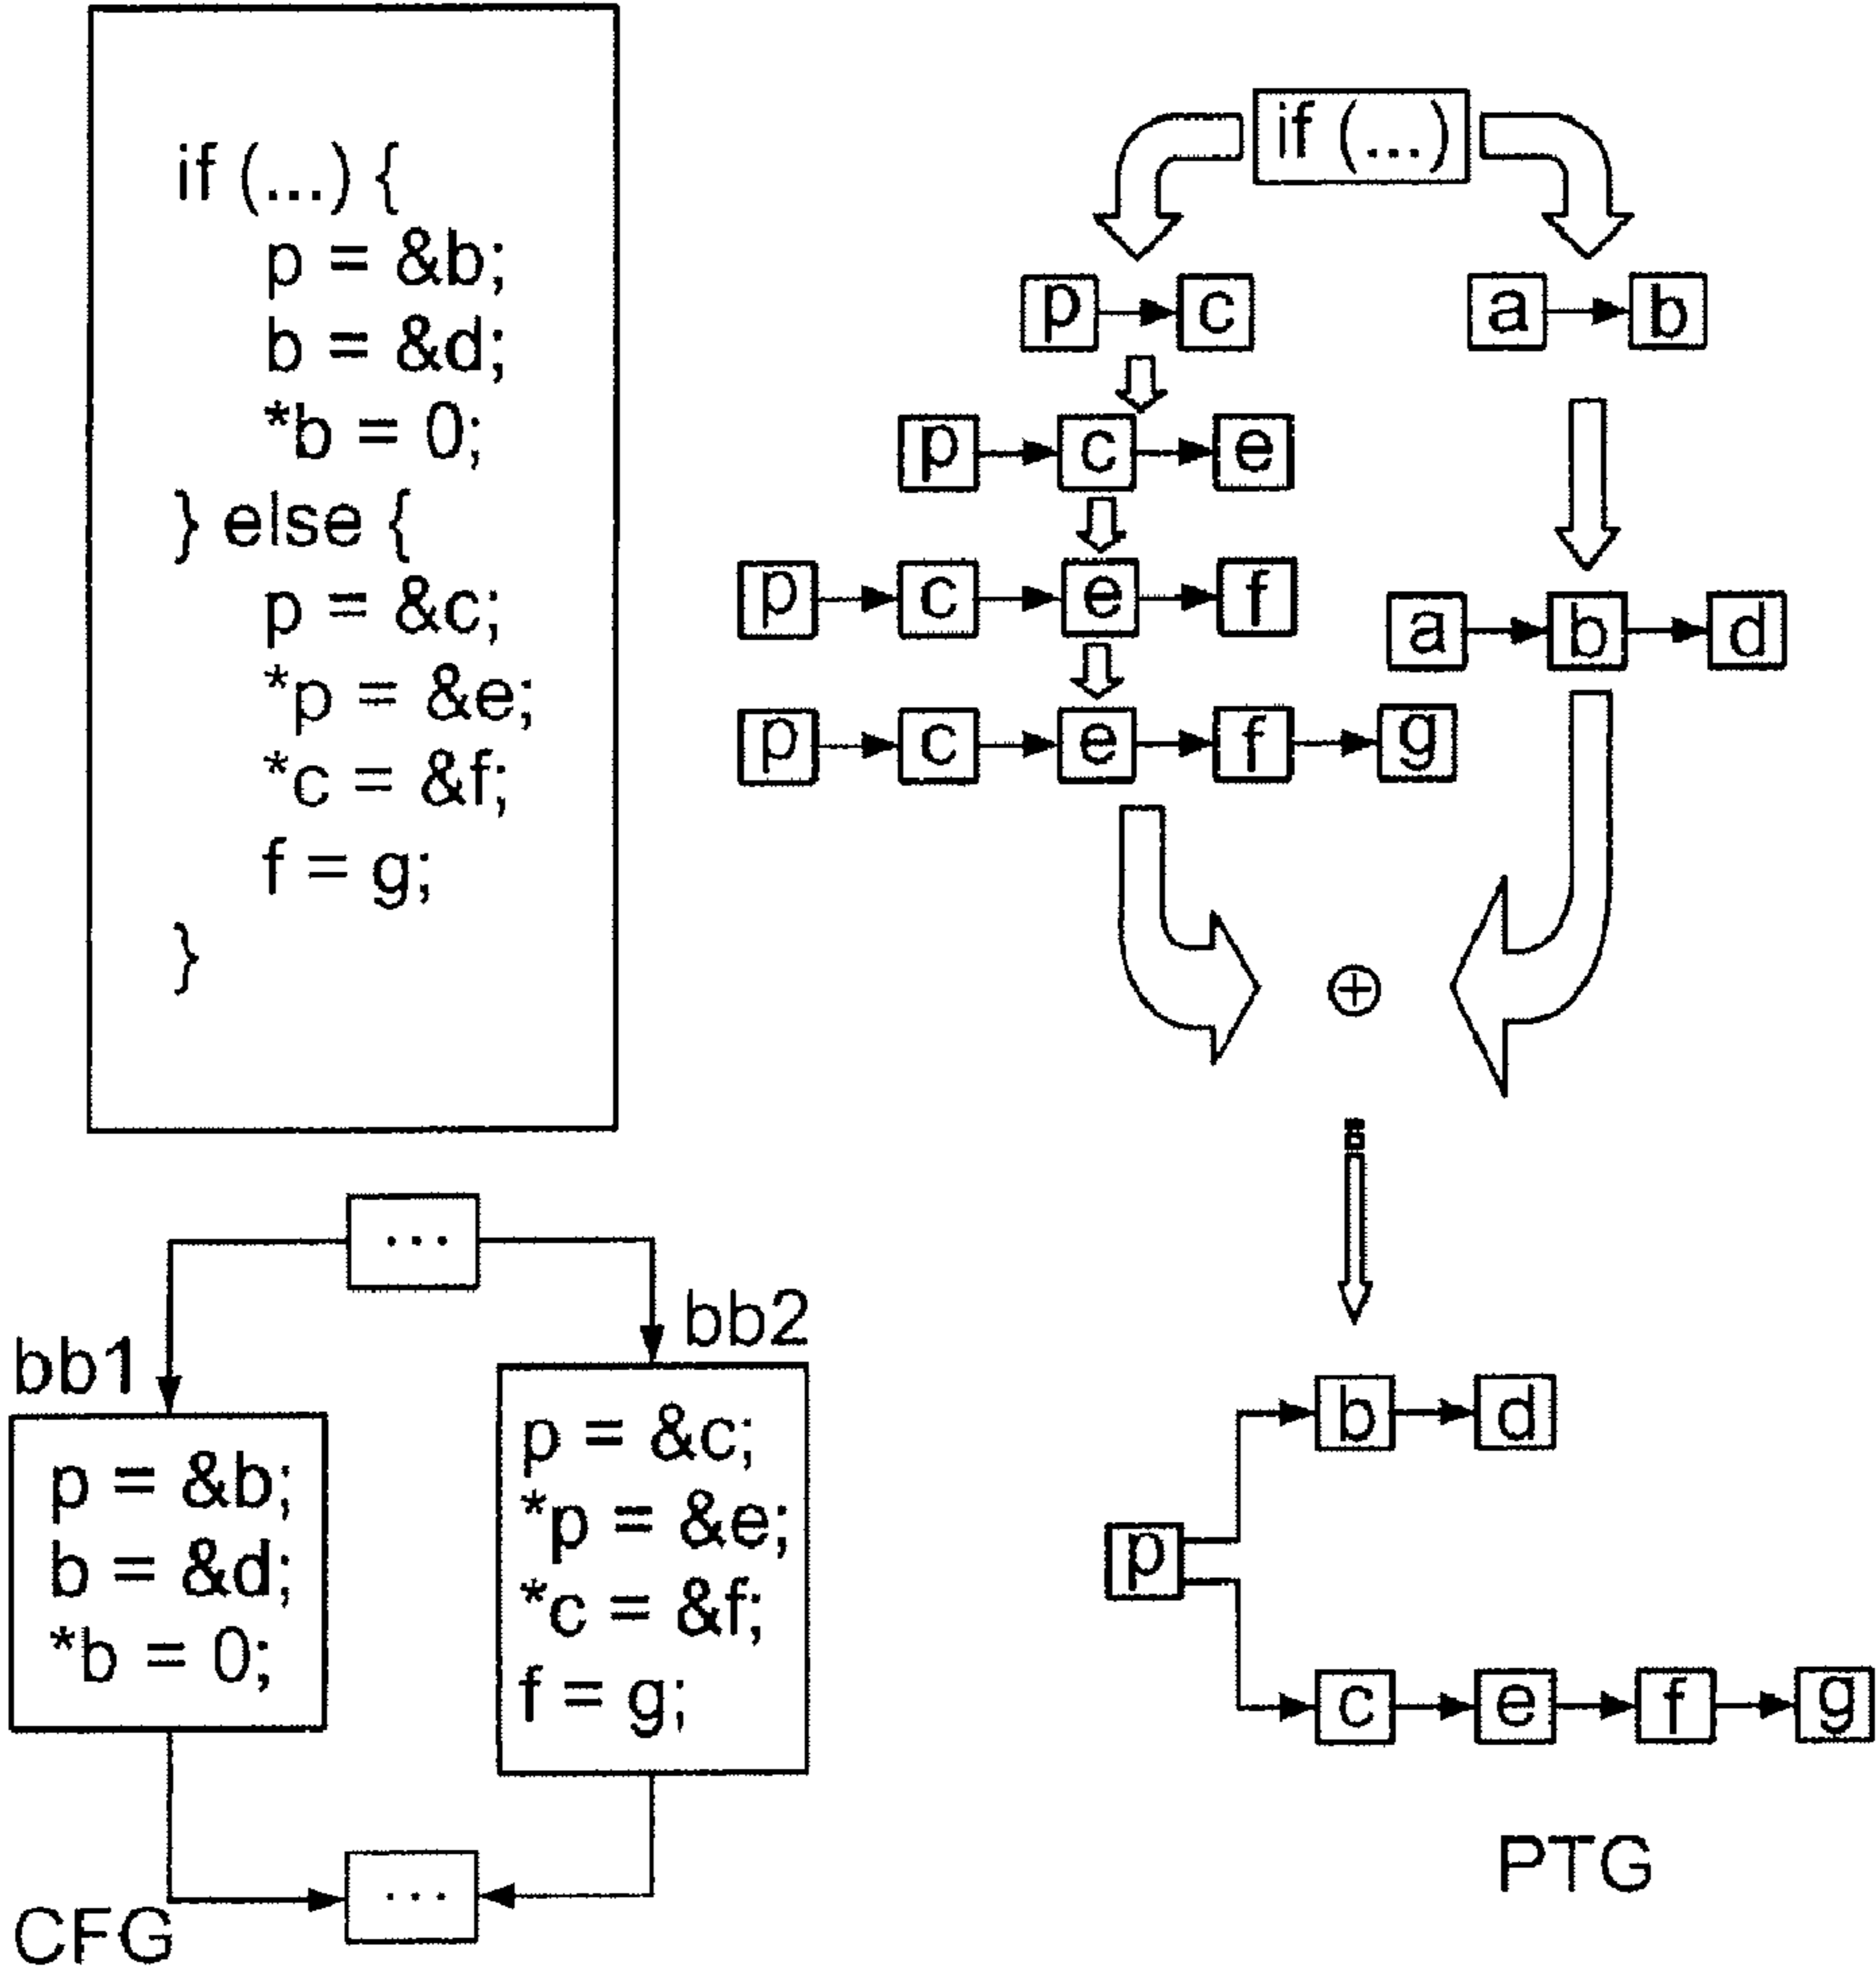 if (...) {
p = &b;
b = &d;
*b = 0;
} else {
p = &c;
*p = &e;
*c = &f;
f = g;
}
if (...)
p c
a b
p c e
p c e f
a b d
p c e f g
b d
p
c e f g
PTG
...
bb1
p = &b;
b = &d;
*b = 0;
bb2
p = &c;
*p = &e;
*c = &f;
f = g;
...
CFG